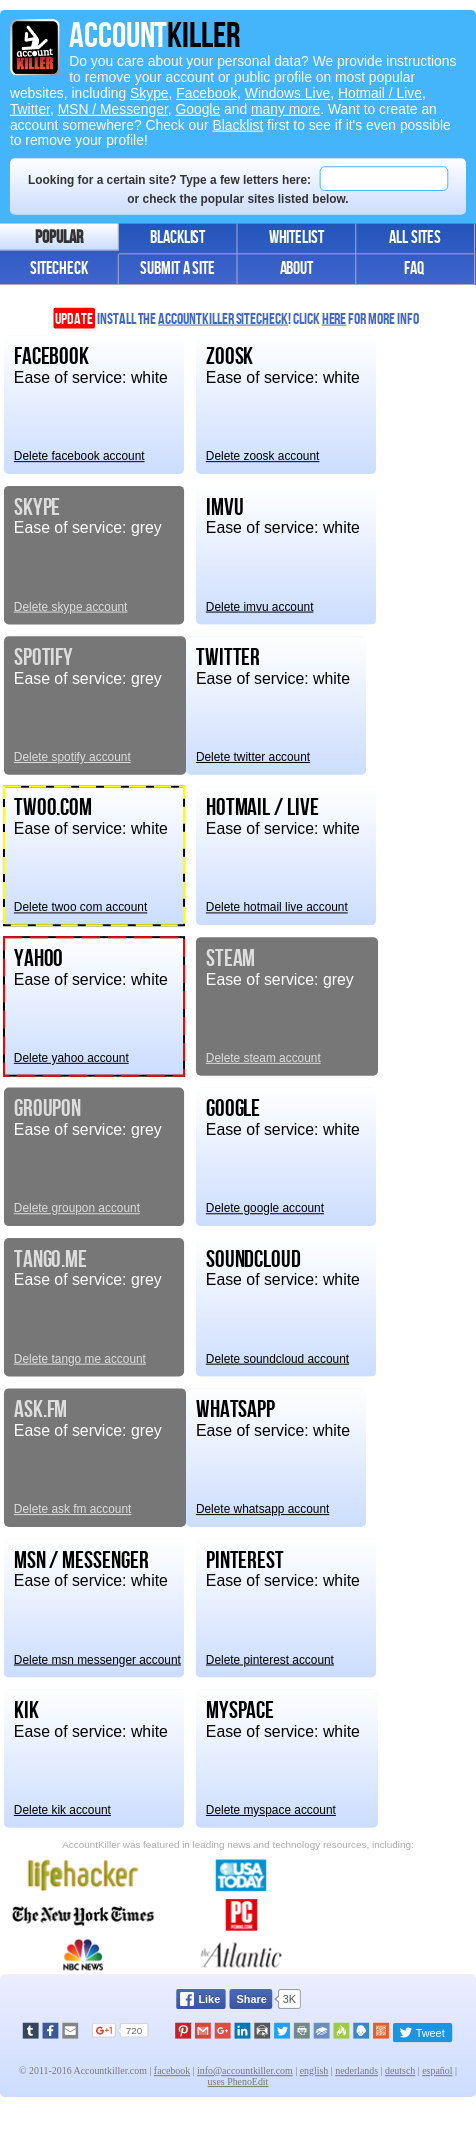 ACCOUNTKILLER
account
KILLER
Do you care about your personal data? We provide instructions
to remove your account or public profile on most popular
websites, including Skype, Facebook, Windows Live, Hotmail / Live,
Twitter, MSN / Messenger, Google and many more. Want to create an
account somewhere? Check our Blacklist first to see if it's even possible
to remove your profile!
Looking for a certain site? Type a few letters here:
or check the popular sites listed below.
POPULAR BLACKLIST WHITELIST ALL SITES
SITECHECK SUBMIT A SITE ABOUT FAQ
UPDATE INSTALL THE ACCOUNTKILLER SITECHECK! CLICK HERE FOR MORE INFO
FACEBOOK
Ease of service: white
Delete facebook account
ZOOSK
Ease of service: white
Delete zoosk account
SKYPE
Ease of service: grey
Delete skype account
IMVU
Ease of service: white
Delete imvu account
SPOTIFY
Ease of service: grey
Delete spotify account
TWITTER
Ease of service: white
Delete twitter account
TWOO.COM
Ease of service: white
Delete twoo com account
HOTMAIL / LIVE
Ease of service: white
Delete hotmail live account
YAHOO
Ease of service: white
Delete yahoo account
STEAM
Ease of service: grey
Delete steam account
GROUPON
Ease of service: grey
Delete groupon account
GOOGLE
Ease of service: white
Delete google account
TANGO.ME
Ease of service: grey
Delete tango me account
SOUNDCLOUD
Ease of service: white
Delete soundcloud account
ASK.FM
Ease of service: grey
Delete ask fm account
WHATSAPP
Ease of service: white
Delete whatsapp account
MSN / MESSENGER
Ease of service: white
Delete msn messenger account
PINTEREST
Ease of service: white
Delete pinterest account
KIK
Ease of service: white
Delete kik account
MYSPACE
Ease of service: white
Delete myspace account
AccountKiller was featured in leading news and technology resources, including:
lifehacker
USA
TODAY
The New York Times
PC
NBC NEWS
the Atlantic
Like Share 3K
G+1 720
Tweet
© 2011-2016 Accountkiller.com | facebook | info@accountkiller.com | english | nederlands | deutsch | español |
uses PhenoEdit